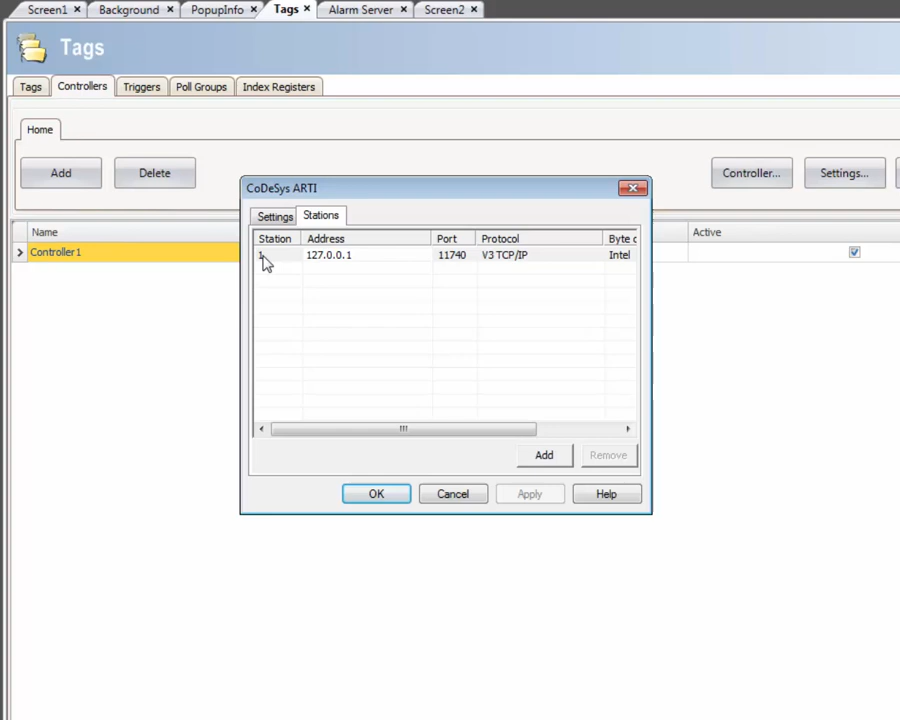 Screen1 Background PopupInfo Tags Alarm Server Screen2
Tags
Tags Controllers Triggers Poll Groups Index Registers
Home
Add Delete Controller... Settings...
Name Active
Controller1
CoDeSys ARTI
Settings Stations
Station Address Port Protocol Byte
1 127.0.0.1 11740 V3 TCP/IP Intel
Add Remove
OK Cancel Apply Help